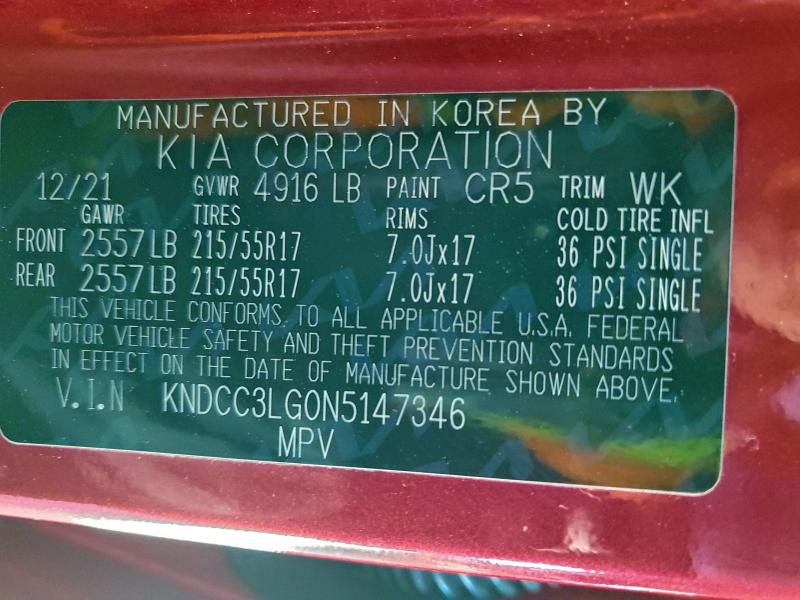 MANUFACTURED IN KOREA BY
KIA CORPORATION
12/21 GVWR 4916 LB PAINT CR5 TRIM WK
GAWR TIRES RIMS COLD TIRE INFL
FRONT 2557LB 215/55R17 7.0Jx17 36 PSI SINGLE
REAR 2557LB 215/55R17 7.0Jx17 36 PSI SINGLE
THIS VEHICLE CONFORMS TO ALL APPLICABLE U.S.A. FEDERAL
MOTOR VEHICLE SAFETY AND THEFT PREVENTION STANDARDS
IN EFFECT ON THE DATE OF MANUFACTURE SHOWN ABOVE.
V.I.N KNDCC3LG0N5147346
MPV